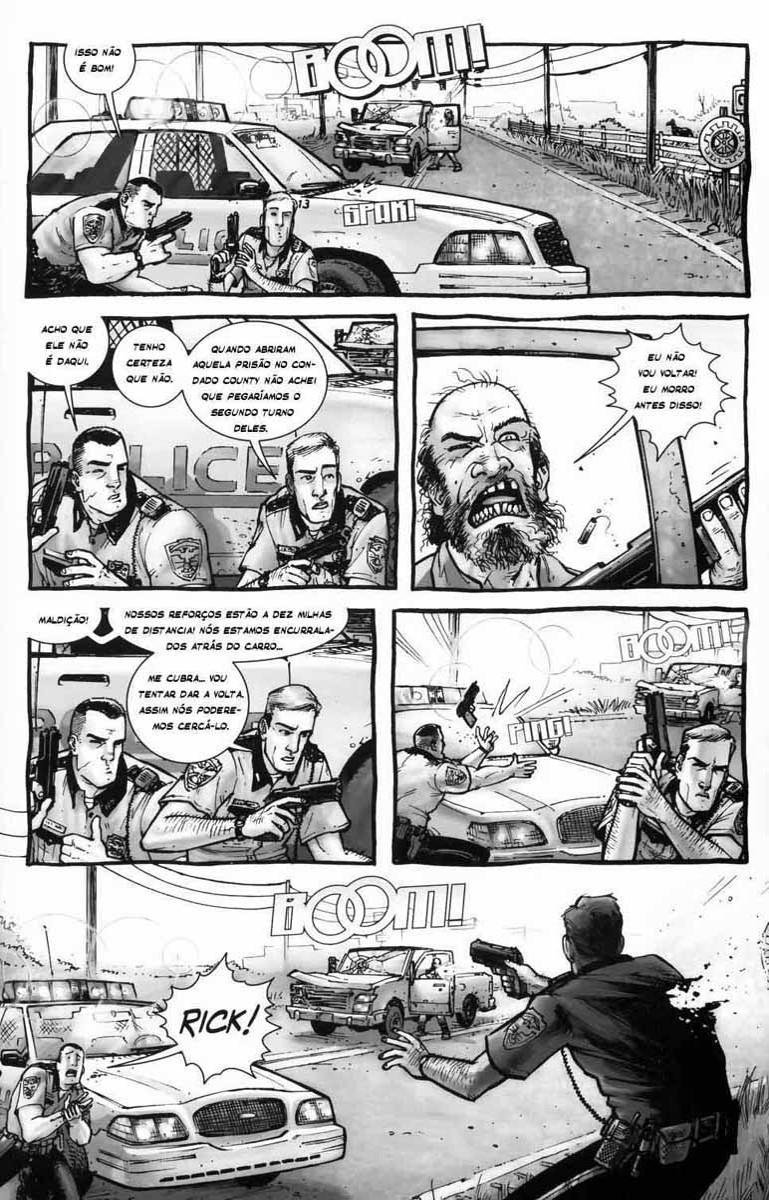 ISSO NÃO
É BOM!
BOOM!
13
SPAK!
POLICE
ACHO QUE
ELE NÃO
É DAQUI.
TENHO
CERTEZA
QUE NÃO.
QUANDO ABRIRAM
AQUELA PRISÃO NO CON-
DADO COUNTY NÃO ACHEI
QUE PEGARÍAMOS O
SEGUNDO TURNO
DELES.
POLICE
EU NÃO
VOU VOLTAR!
EU MORRO
ANTES DISSO!
MALDIÇÃO!
NOSSOS REFORÇOS ESTÃO A DEZ MILHAS
DE DISTANCIA! NÓS ESTAMOS ENCURRALA-
DOS ATRÁS DO CARRO...
ME CUBRA... VOU
TENTAR DAR A VOLTA.
ASSIM NÓS PODERE-
MOS CERCÁ-LO.
BOOM!
PING!
BOOM!
RICK!